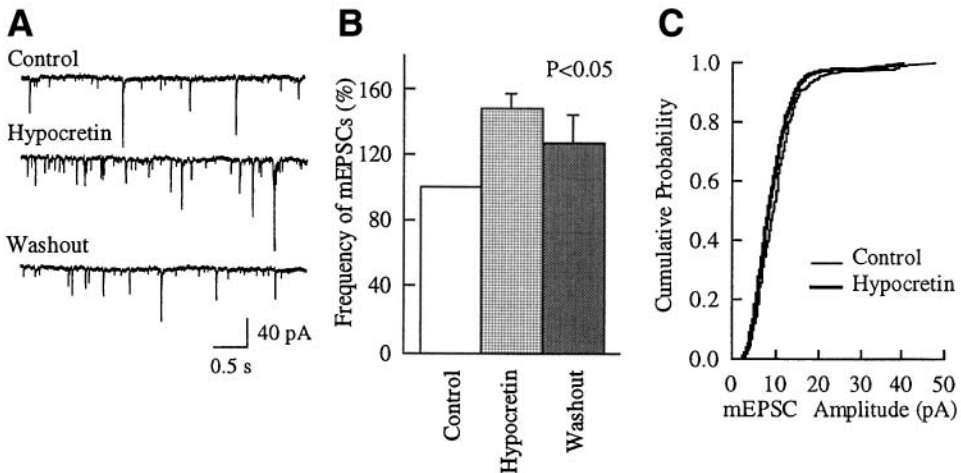 A
Control
Hypocretin
Washout
40 pA
0.5 s
B
Frequency of mEPSCs (%)
160
120
80
40
0
P<0.05
Control
Hypocretin
Washout
C
Cumulative Probability
1.0
0.8
0.6
0.4
0.2
0.0
Control
Hypocretin
0 10 20 30 40 50
mEPSC Amplitude (pA)